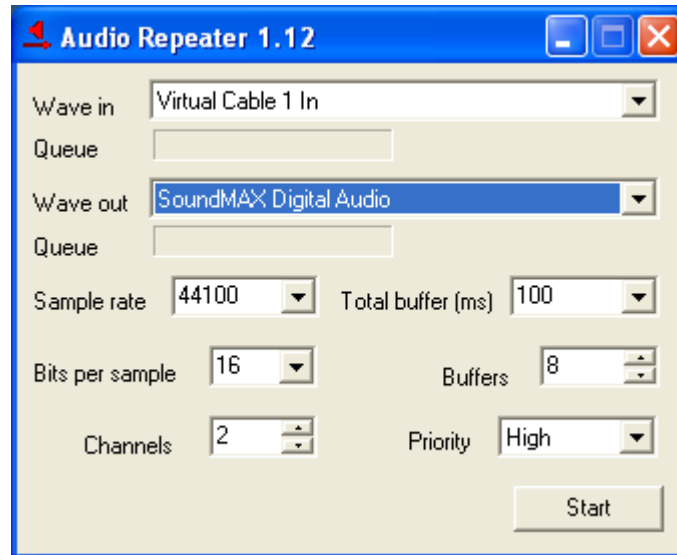 Audio Repeater 1.12
Wave in Virtual Cable 1 In
Queue
Wave out SoundMAX Digital Audio
Queue
Sample rate 44100 Total buffer (ms) 100
Bits per sample 16 Buffers 8
Channels 2 Priority High
Start